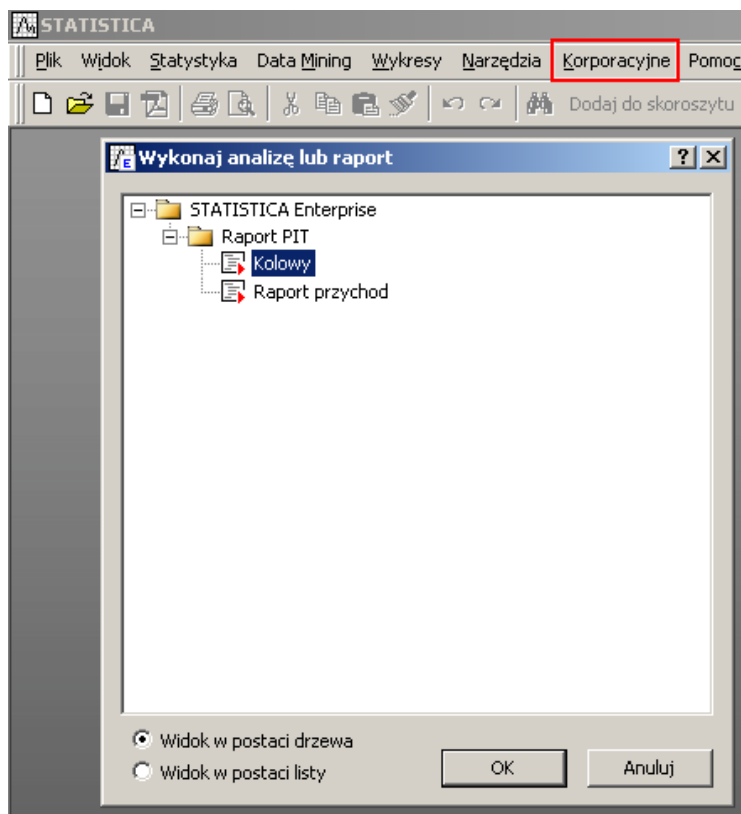 STATISTICA
Plik Widok Statystyka Data Mining Wykresy Narzędzia Korporacyjne Pomoc
Dodaj do skoroszytu
Wykonaj analizę lub raport
STATISTICA Enterprise
Raport PIT
Kolowy
Raport przychod
Widok w postaci drzewa
Widok w postaci listy
OK Anuluj